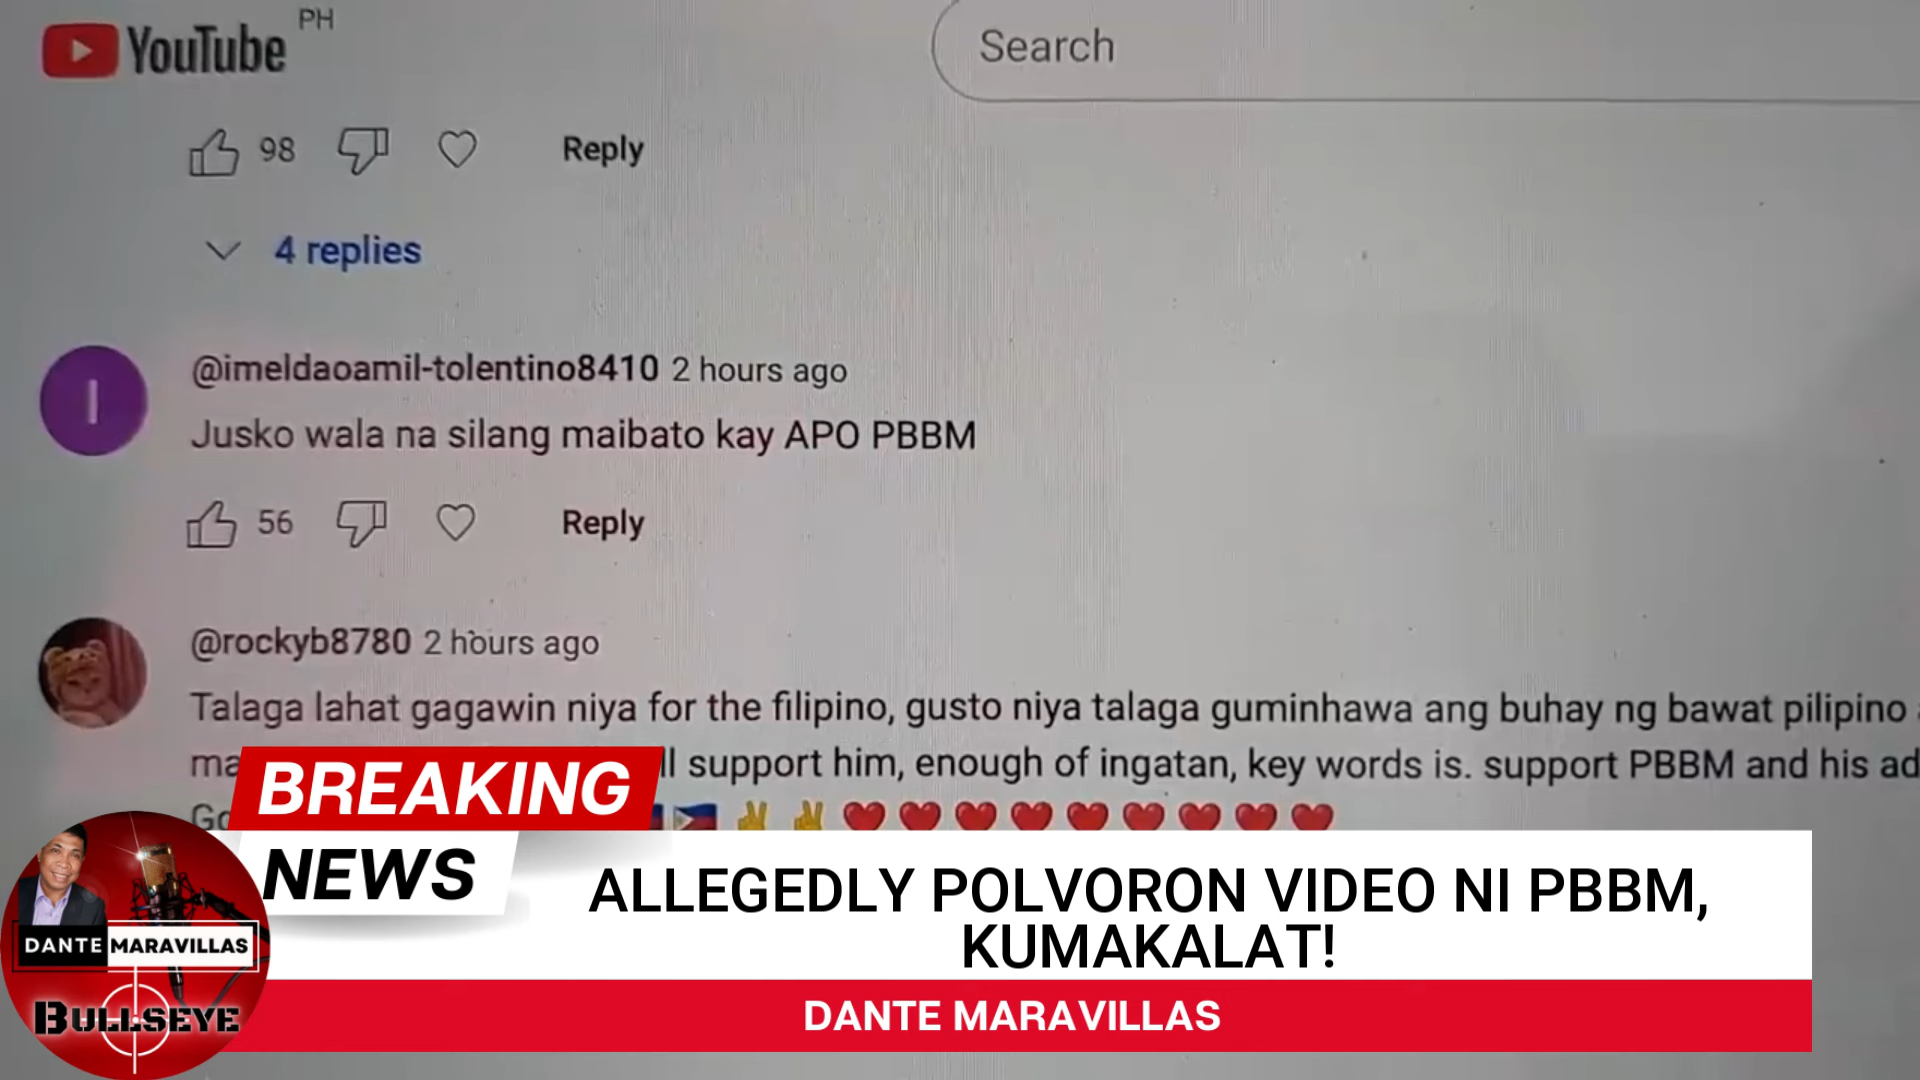 YouTube PH
Search
98
Reply
4 replies
I
@imeldaoamil-tolentino8410 2 hours ago
Jusko wala na silang maibato kay APO PBBM
56
Reply
@rockyb8780 2 hours ago
Talaga lahat gagawin niya for the filipino, gusto niya talaga guminhawa ang buhay ng bawat pilipino
support him, enough of ingatan, key words is. support PBBM and his
BREAKING
NEWS
ALLEGEDLY POLVORON VIDEO NI PBBM,
KUMAKALAT!
DANTE MARAVILLAS
DANTE MARAVILLAS
BULLSEYE